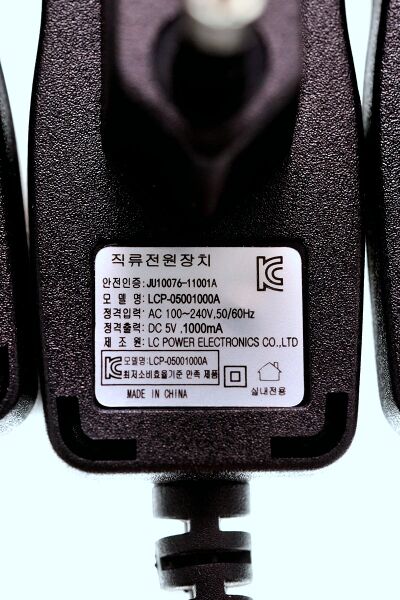 직류전원장치
안전인증:JU10076-11001A
모 델 명:LCP-05001000A
정격입력:AC 100~240V,50/60Hz
정격출력:DC 5V ⎓ 1000mA
제 조 원:LC POWER ELECTRONICS CO.,LTD
모델명:LCP-05001000A
최저소비효율기준 만족 제품
MADE IN CHINA
실내전용